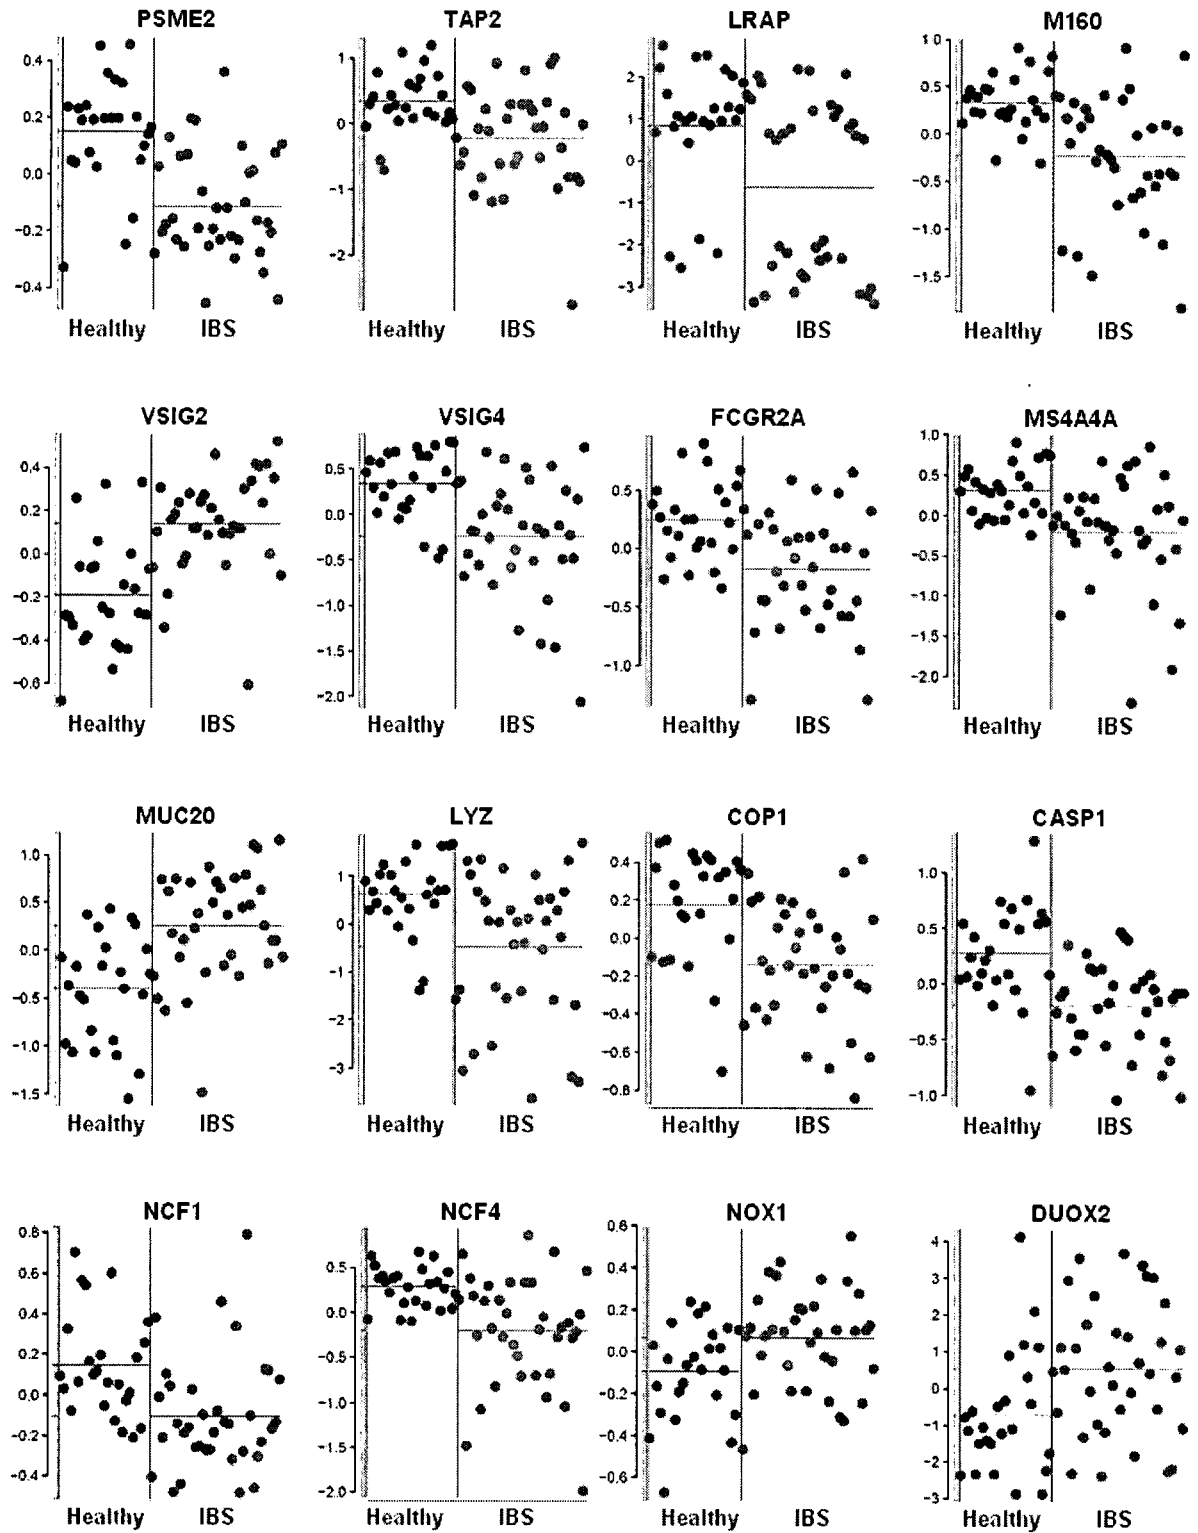 PSME2 TAP2 LRAP M160
0.4 0.2 0.0 −0.2 −0.4
1 0 −1 −2
2 1 0 −1 −2 −3
1.0 0.5 0.0 −0.5 −1.0 −1.5
Healthy IBS Healthy IBS Healthy IBS Healthy IBS
VSIG2 VSIG4 FCGR2A MS4A4A
0.4 0.2 0.0 −0.2 −0.4 −0.6
0.5 0.0 −0.5 −1.0 −1.5 −2.0
0.5 0.0 −0.5 −1.0
1.0 0.5 0.0 −0.5 −1.0 −1.5 −2.0
Healthy IBS Healthy IBS Healthy IBS Healthy IBS
MUC20 LYZ COP1 CASP1
1.0 0.5 0.0 −0.5 −1.0 −1.5
1 0 −1 −2 −3
0.4 0.2 0.0 −0.2 −0.4 −0.6 −0.8
1.0 0.5 0.0 −0.5 −1.0
Healthy IBS Healthy IBS Healthy IBS Healthy IBS
NCF1 NCF4 NOX1 DUOX2
0.8 0.6 0.4 0.2 0.0 −0.2 −0.4
0.5 0.0 −0.5 −1.0 −1.5 −2.0
0.6 0.4 0.2 0.0 −0.2 −0.4 −0.6
4 3 2 1 0 −1 −2 −3
Healthy IBS Healthy IBS Healthy IBS Healthy IBS